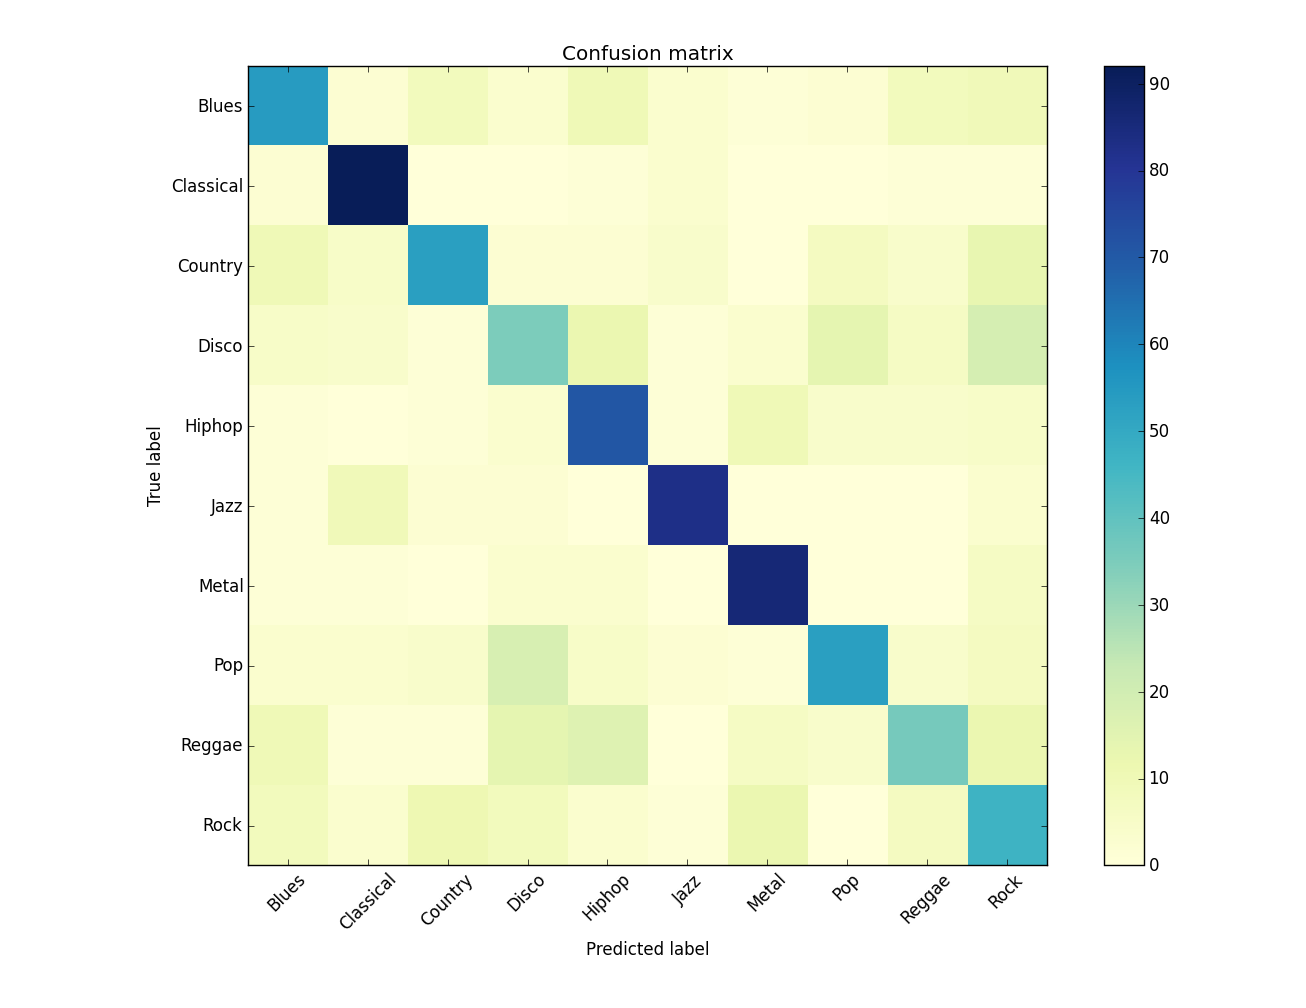 Confusion matrix
True label
Blues
Classical
Country
Disco
Hiphop
Jazz
Metal
Pop
Reggae
Rock
Blues
Classical
Country
Disco
Hiphop
Jazz
Metal
Pop
Reggae
Rock
Predicted label
90
80
70
60
50
40
30
20
10
0